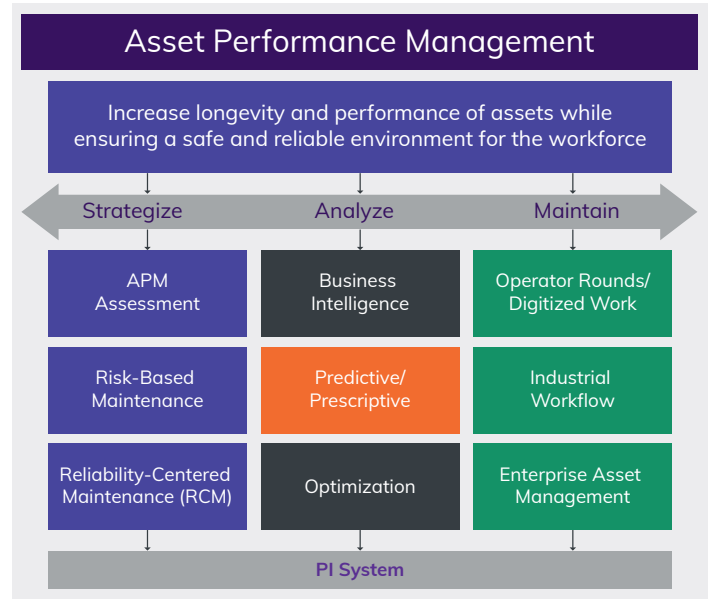 Asset Performance Management
Increase longevity and performance of assets while
ensuring a safe and reliable environment for the workforce
Strategize
Analyze
Maintain
APM
Assessment
Business
Intelligence
Operator Rounds/
Digitized Work
Risk-Based
Maintenance
Predictive/
Prescriptive
Industrial
Workflow
Reliability-Centered
Maintenance (RCM)
Optimization
Enterprise Asset
Management
PI System